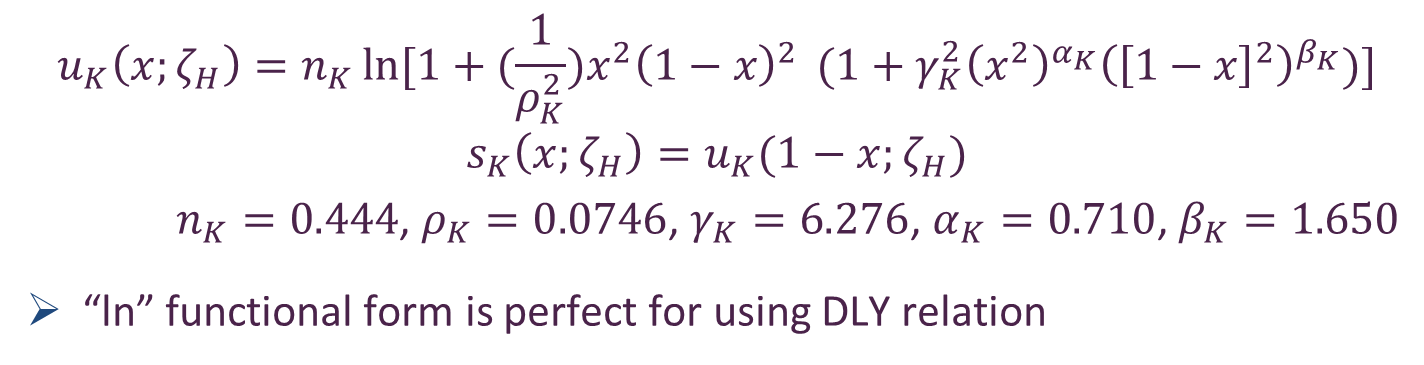 u_K(x; ζ_H) = n_K ln[1 + (1/ρ_K^2)x^2(1 − x)^2 (1 + γ_K^2(x^2)^{α_K}([1 − x]^2)^{β_K})]
s_K(x; ζ_H) = u_K(1 − x; ζ_H)
n_K = 0.444, ρ_K = 0.0746, γ_K = 6.276, α_K = 0.710, β_K = 1.650
➢ “ln” functional form is perfect for using DLY relation